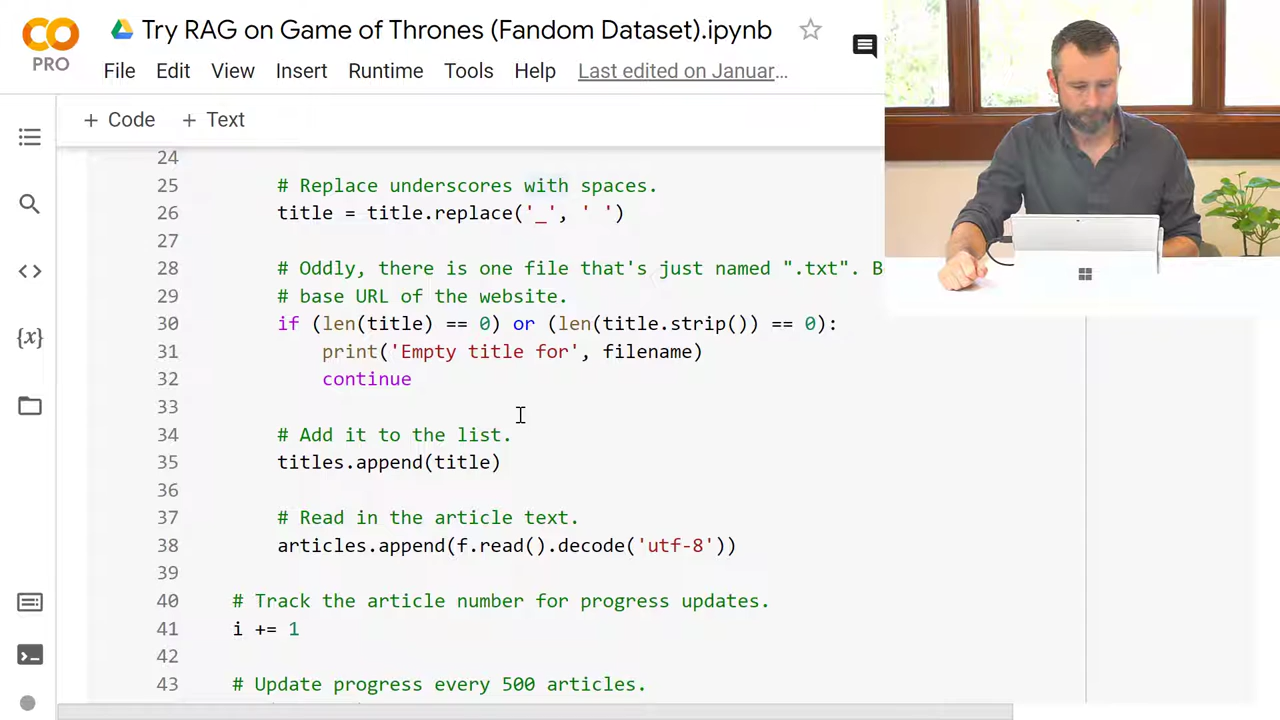 Try RAG on Game of Thrones (Fandom Dataset).ipynb
PRO
File Edit View Insert Runtime Tools Help Last edited on Januar…
+ Code + Text
24
25 # Replace underscores with spaces.
26 title = title.replace('_', ' ')
27
28 # Oddly, there is one file that's just named ".txt". B
29 # base URL of the website.
30 if (len(title) == 0) or (len(title.strip()) == 0):
31 print('Empty title for', filename)
32 continue
33
34 # Add it to the list.
35 titles.append(title)
36
37 # Read in the article text.
38 articles.append(f.read().decode('utf-8'))
39
40 # Track the article number for progress updates.
41 i += 1
42
43 # Update progress every 500 articles.